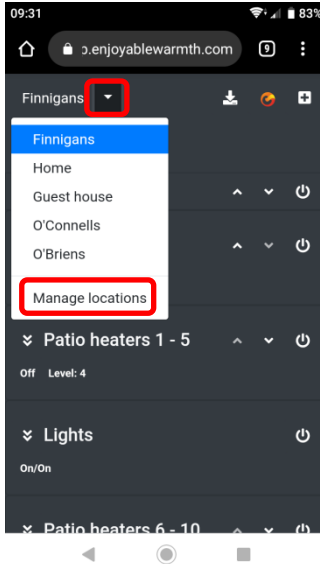 09:31
83%
ɔ.enjoyablewarmth.com
9
Finnigans
Finnigans
Home
Guest house
O'Connells
O'Briens
Manage locations
Patio heaters 1 - 5
Off Level: 4
Lights
On/On
Patio heaters 6 - 10